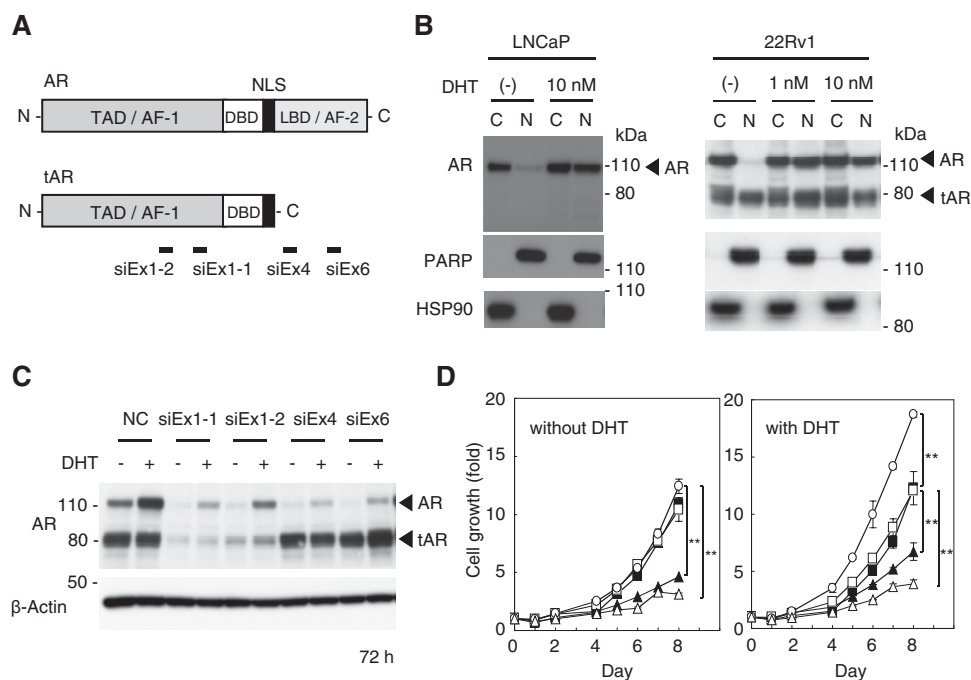 A
AR
NLS
N - TAD / AF-1 DBD LBD / AF-2 - C
tAR
N - TAD / AF-1 DBD - C
siEx1-2 siEx1-1 siEx4 siEx6
B
LNCaP
DHT (-) 10 nM
C N C N
kDa
AR -110 AR
- 80
PARP
- 110
- 110
HSP90
22Rv1
(-) 1 nM 10 nM
C N C N C N
kDa
-110 AR
- 80 tAR
- 110
- 80
C
NC siEx1-1 siEx1-2 siEx4 siEx6
DHT - + - + - + - + - +
110 - AR
AR
80 - tAR
50 -
β-Actin
72 h
D
Cell growth (fold)
20
15
10
5
0
without DHT
** **
0 2 4 6 8
Day
20
15
10
5
0
with DHT
**
**
**
0 2 4 6 8
Day